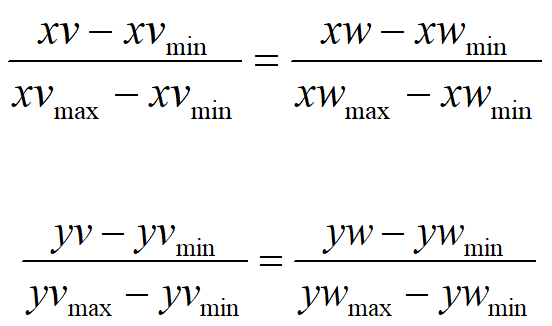 (xv − xv_min) / (xv_max − xv_min) = (xw − xw_min) / (xw_max − xw_min)
(yv − yv_min) / (yv_max − yv_min) = (yw − yw_min) / (yw_max − yw_min)